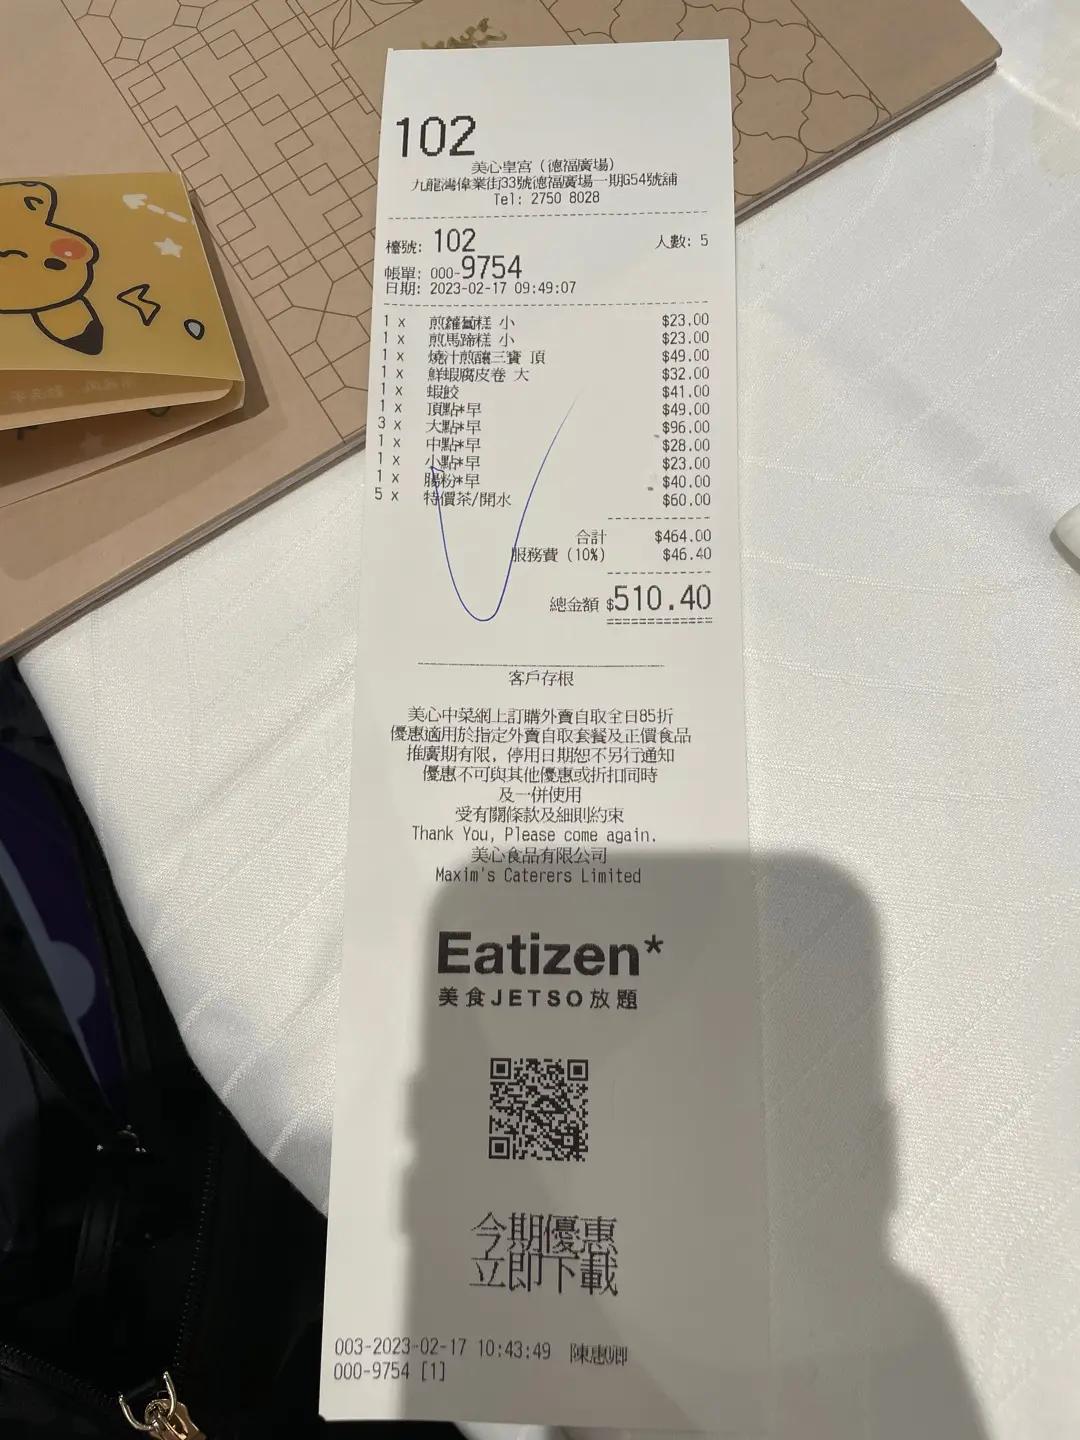 102
美心皇宮（德福廣場）
九龍灣偉業街33號德福廣場一期G54號舖
Tel: 2750 8028
檯號: 102 人數: 5
帳單: 000-9754
日期: 2023-02-17 09:49:07
1 x 煎蘿蔔糕 小 $23.00
1 x 煎馬蹄糕 小 $23.00
1 x 燒汁煎釀三寶 頂 $49.00
1 x 鮮蝦腐皮卷 大 $32.00
1 x 蝦餃 $41.00
1 x 頂點*早 $49.00
3 x 大點*早 $96.00
1 x 中點*早 $28.00
1 x 小點*早 $23.00
1 x 腸粉*早 $40.00
5 x 特價茶/開水 $60.00
合計 $464.00
服務費（10%） $46.40
總金額 $510.40
客戶存根
美心中菜網上訂購外賣自取全日85折
優惠適用於指定外賣自取套餐及正價食品
推廣期有限, 停用日期恕不另行通知
優惠不可與其他優惠或折扣同時
及一併使用
受有關條款及細則約束
Thank You, Please come again.
美心食品有限公司
Maxim's Caterers Limited
Eatizen*
美食JETSO放題
今期優惠
立即下載
003-2023-02-17 10:43:49 陳惠卿
000-9754 [1]